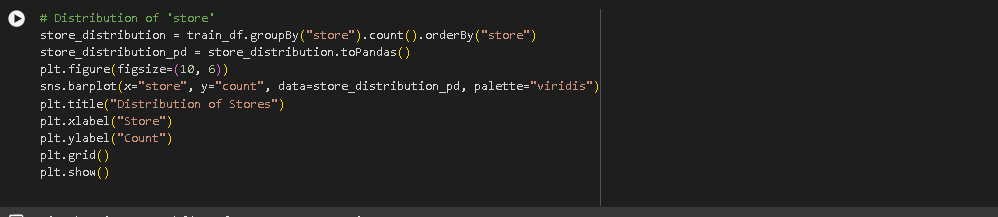 # Distribution of 'store'
store_distribution = train_df.groupBy("store").count().orderBy("store")
store_distribution_pd = store_distribution.toPandas()
plt.figure(figsize=(10, 6))
sns.barplot(x="store", y="count", data=store_distribution_pd, palette="viridis")
plt.title("Distribution of Stores")
plt.xlabel("Store")
plt.ylabel("Count")
plt.grid()
plt.show()